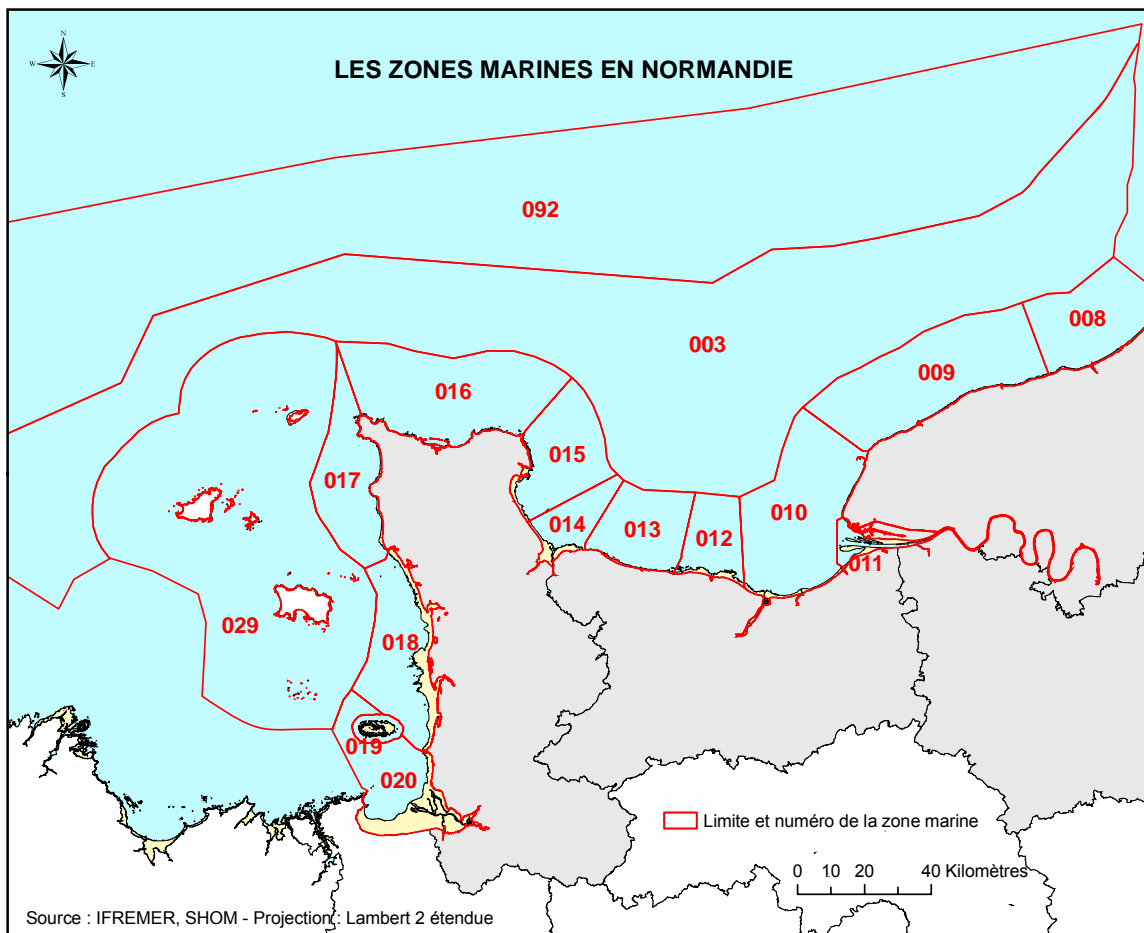 N
W E
S
LES ZONES MARINES EN NORMANDIE
092
003
008
009
016
015
017
010
014
013
012
011
029
018
019
020
Limite et numéro de la zone marine
0 10 20 40 Kilomètres
Source : IFREMER, SHOM - Projection : Lambert 2 étendue